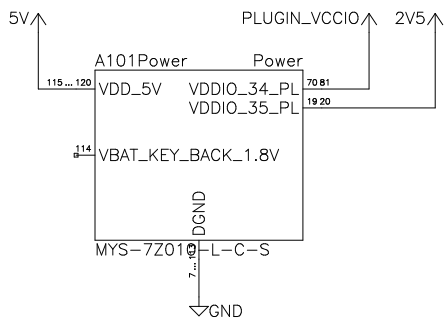 5V PLUGIN_VCCIO 2V5
A101Power Power
115 ... 120 VDD_5V VDDIO_34_PL 70 81
VDDIO_35_PL 19 20
114 VBAT_KEY_BACK_1.8V
DGND
MYS-7Z010-L-C-S
GND